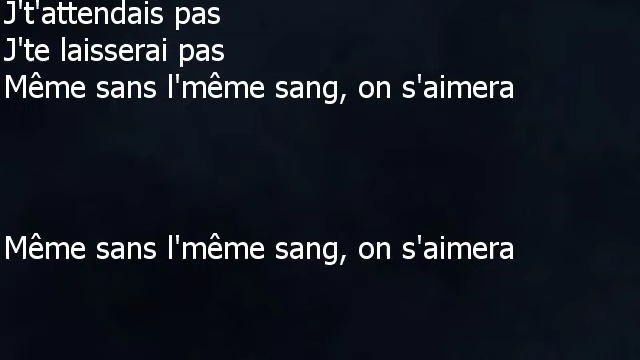 J't'attendais pas
J'te laisserai pas
Même sans l'même sang, on s'aimera
Même sans l'même sang, on s'aimera